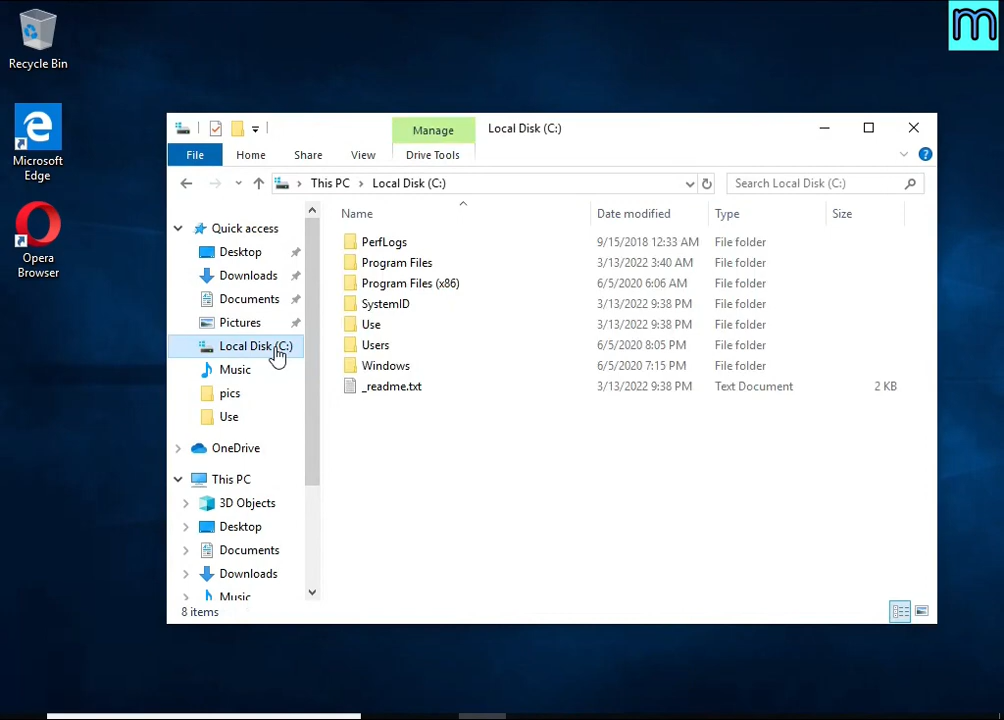 m
Recycle Bin
Microsoft
Edge
Opera
Browser
Manage
Local Disk (C:)
File
Home
Share
View
Drive Tools
This PC
Local Disk (C:)
Search Local Disk (C:)
Name
Date modified
Type
Size
Quick access
Desktop
Downloads
Documents
Pictures
Local Disk (C:)
Music
pics
Use
OneDrive
This PC
3D Objects
Desktop
Documents
Downloads
Music
PerfLogs 9/15/2018 12:33 AM File folder
Program Files 3/13/2022 3:40 AM File folder
Program Files (x86) 6/5/2020 6:06 AM File folder
SystemID 3/13/2022 9:38 PM File folder
Use 3/13/2022 9:38 PM File folder
Users 6/5/2020 8:05 PM File folder
Windows 6/5/2020 7:15 PM File folder
_readme.txt 3/13/2022 9:38 PM Text Document 2 KB
8 items